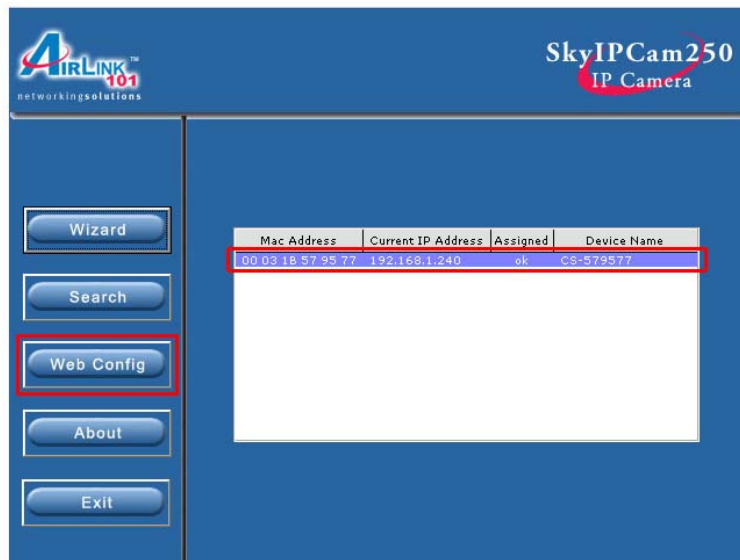 AIRLINK™
101
networkingsolutions
SkyIPCam250
IP Camera
Wizard
Search
Web Config
About
Exit
Mac Address Current IP Address Assigned Device Name
00 03 1B 57 95 77 192.168.1.240 ok CS-579577